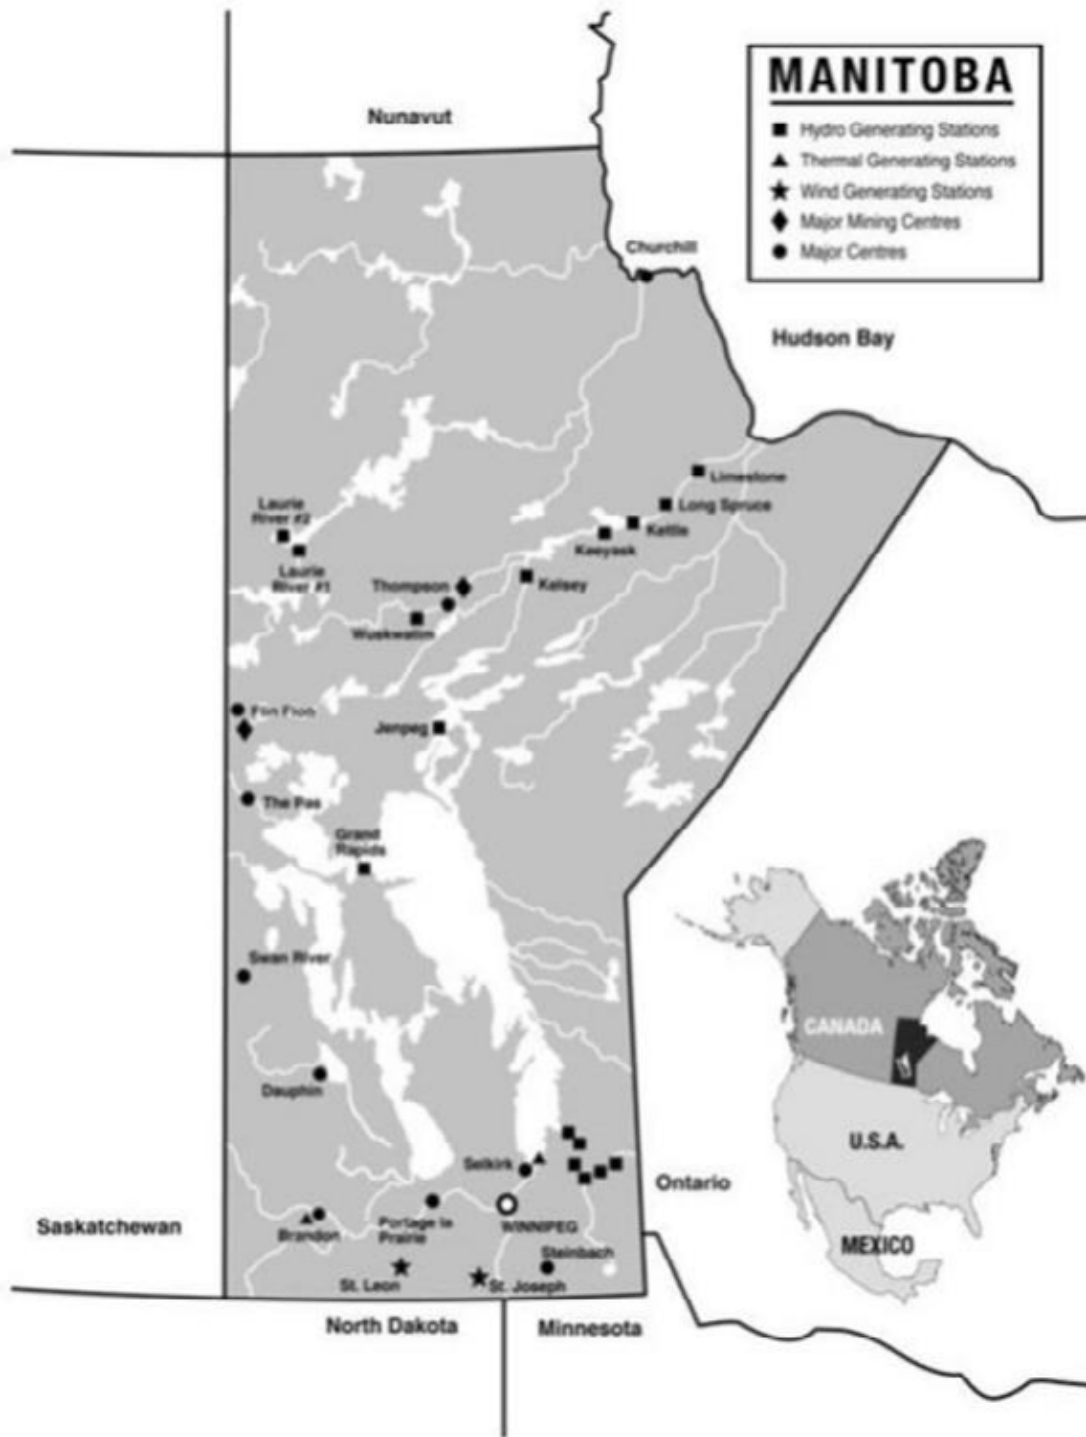 MANITOBA
Hydro Generating Stations
Thermal Generating Stations
Wind Generating Stations
Major Mining Centres
Major Centres
Nunavut
Churchill
Hudson Bay
Limestone
Long Spruce
Kettle
Keeyask
Kelsey
Laurie
River #2
Laurie
River #1
Thompson
Wuskwatim
Flin Flon
Jenpeg
The Pas
Grand
Rapids
Swan River
Dauphin
Selkirk
Brandon
Portage la
Prairie
WINNIPEG
Steinbach
St. Leon
St. Joseph
Saskatchewan
Ontario
North Dakota
Minnesota
CANADA
U.S.A.
MEXICO